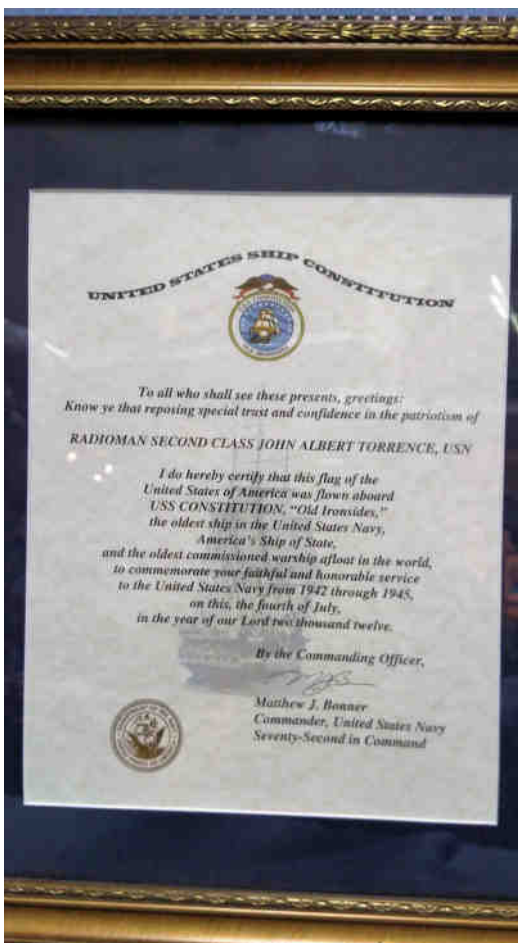 UNITED STATES SHIP CONSTITUTION
To all who shall see these presents, greetings:
Know ye that reposing special trust and confidence in the patriotism of
RADIOMAN SECOND CLASS JOHN ALBERT TORRENCE, USN
I do hereby certify that this flag of the
United States of America was flown aboard
USS CONSTITUTION, "Old Ironsides,"
the oldest ship in the United States Navy,
America's Ship of State,
and the oldest commissioned warship afloat in the world,
to commemorate your faithful and honorable service
to the United States Navy from 1942 through 1945,
on this, the fourth of July,
in the year of our Lord two thousand twelve.
By the Commanding Officer,
Matthew J. Bonner
Commander, United States Navy
Seventy-Second in Command